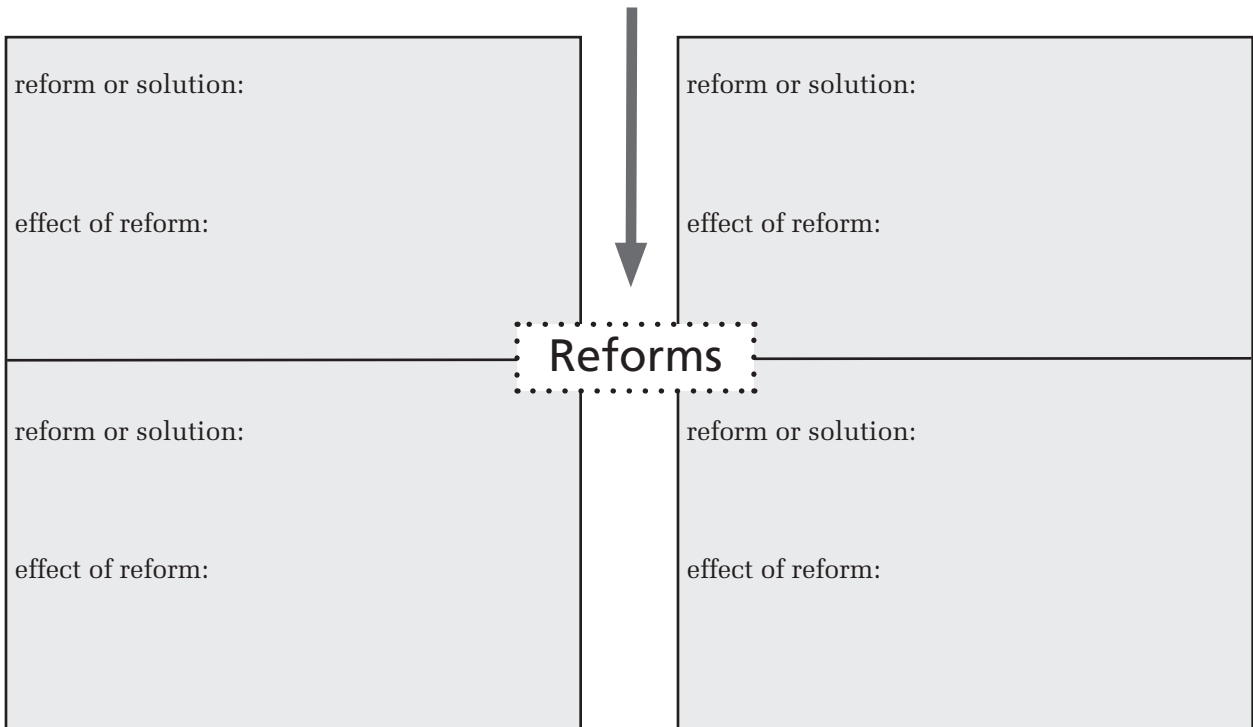 reform or solution:
effect of reform:
reform or solution:
effect of reform:
Reforms
reform or solution:
effect of reform:
reform or solution:
effect of reform: